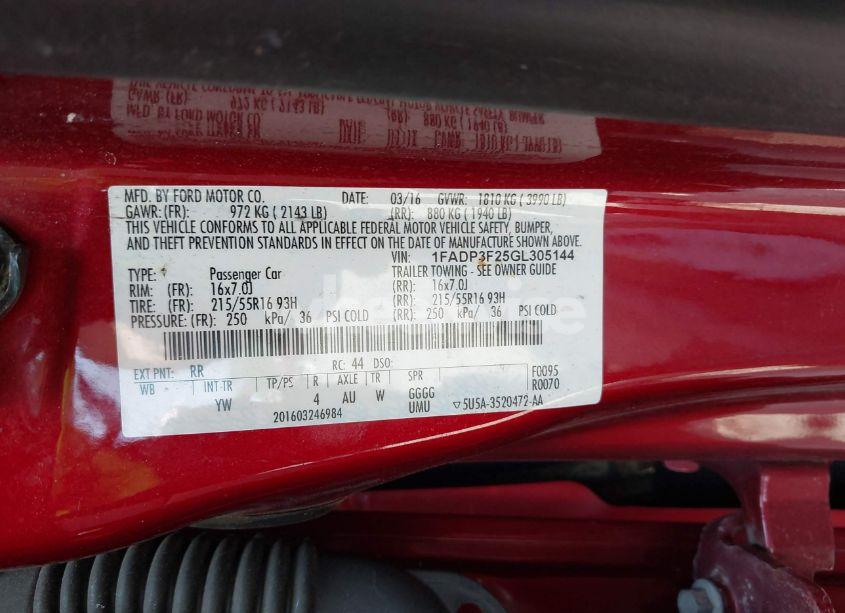 MFD. BY FORD MOTOR CO. DATE: 03/16 GVWR: 1810 KG ( 3990 LB)
GAWR: (FR): 972 KG ( 2143 LB) (RR): 880 KG ( 1940 LB)
THIS VEHICLE CONFORMS TO ALL APPLICABLE FEDERAL MOTOR VEHICLE SAFETY, BUMPER,
AND THEFT PREVENTION STANDARDS IN EFFECT ON THE DATE OF MANUFACTURE SHOWN ABOVE.
VIN: 1FADP3F25GL305144
TYPE: Passenger Car TRAILER TOWING - SEE OWNER GUIDE
RIM: (FR): 16x7.0J (RR): 16x7.0J
TIRE: (FR): 215/55R16 93H (RR): 215/55R16 93H
PRESSURE: (FR): 250 kPa/ 36 PSI COLD (RR): 250 kPa/ 36 PSI COLD
EXT PNT: RR RC: 44 DSO: F0095
R0070
WB INT-TR TP/PS R AXLE TR SPR
YW 4 AU W GGGG
UMU
201603246984 ▽5U5A-3520472-AA